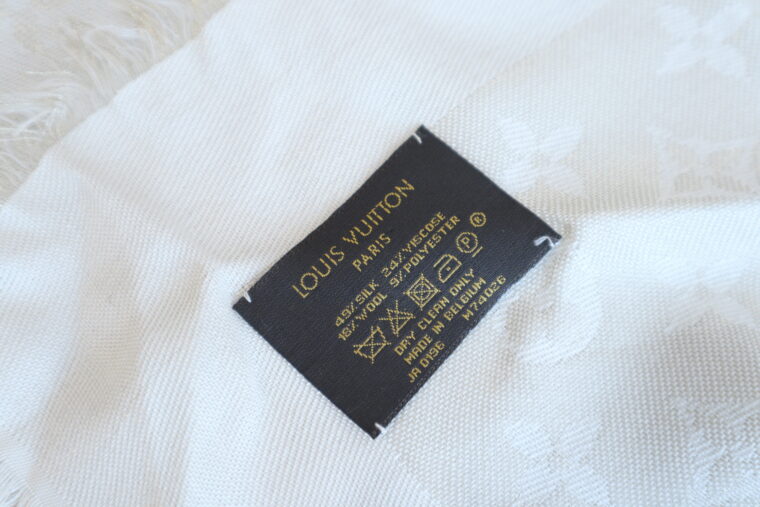 LOUIS VUITTON
PARIS
49% SILK 24% VISCOSE
18% WOOL 9% POLYESTER
P ®
DRY CLEAN ONLY
MADE IN BELGIUM
JA 0196 M74026